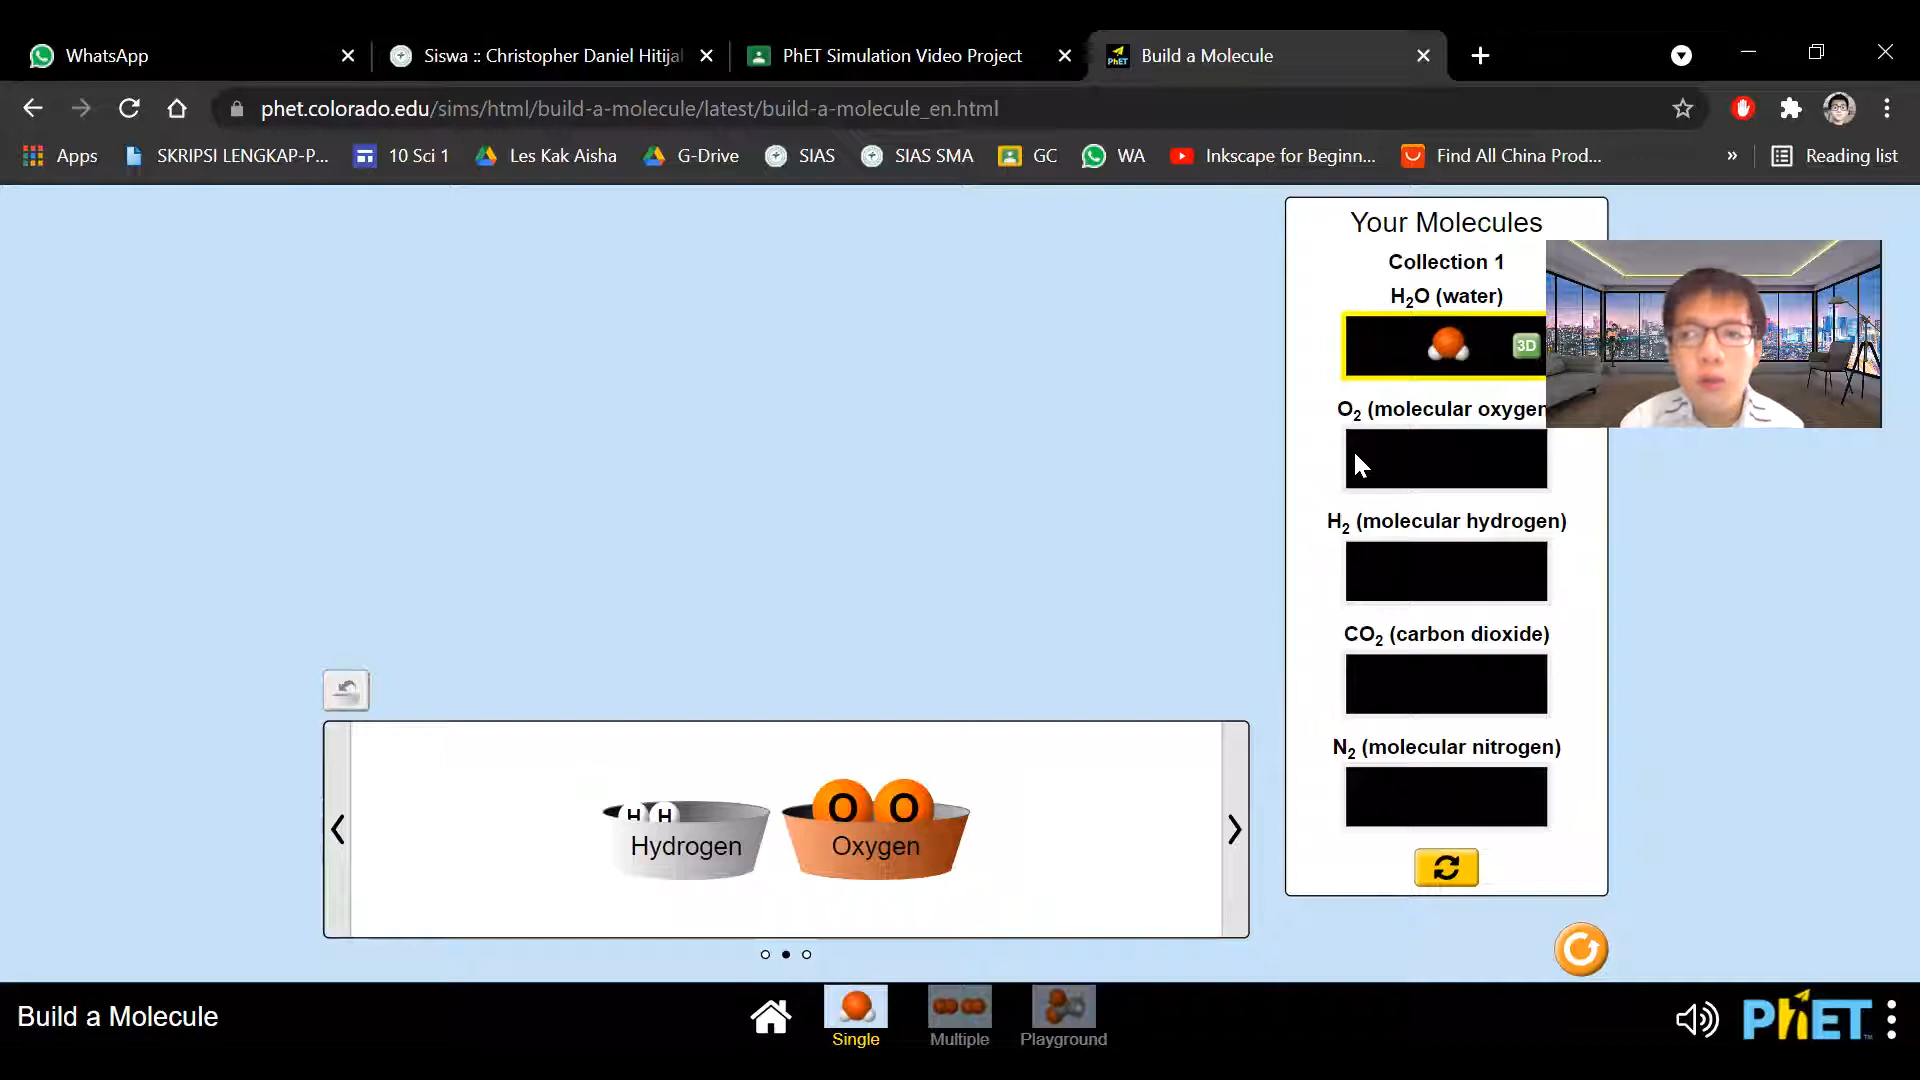 WhatsApp
Siswa :: Christopher Daniel Hitijal
PhET Simulation Video Project
Build a Molecule
phet.colorado.edu/sims/html/build-a-molecule/latest/build-a-molecule_en.html
Apps
SKRIPSI LENGKAP-P...
10 Sci 1
Les Kak Aisha
G-Drive
SIAS
SIAS SMA
GC
WA
Inkscape for Beginn...
Find All China Prod...
»
Reading list
Your Molecules
Collection 1
H₂O (water)
3D
O₂ (molecular oxygen
H₂ (molecular hydrogen)
CO₂ (carbon dioxide)
N₂ (molecular nitrogen)
H H
Hydrogen
O O
Oxygen
Build a Molecule
Single
Multiple
Playground
PhET